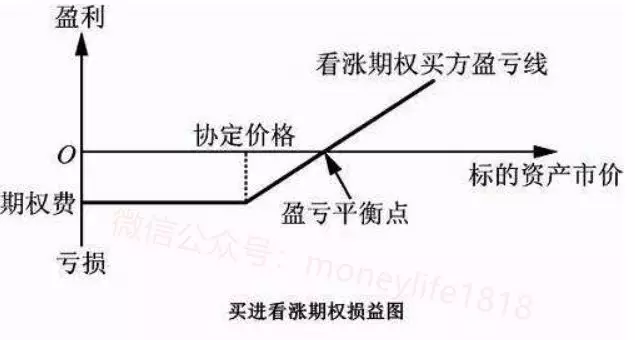 盈利
看涨期权买方盈亏线
协定价格
O
标的资产市价
期权费
盈亏平衡点
亏损
微信公众号：moneylife1818
买进看涨期权损益图